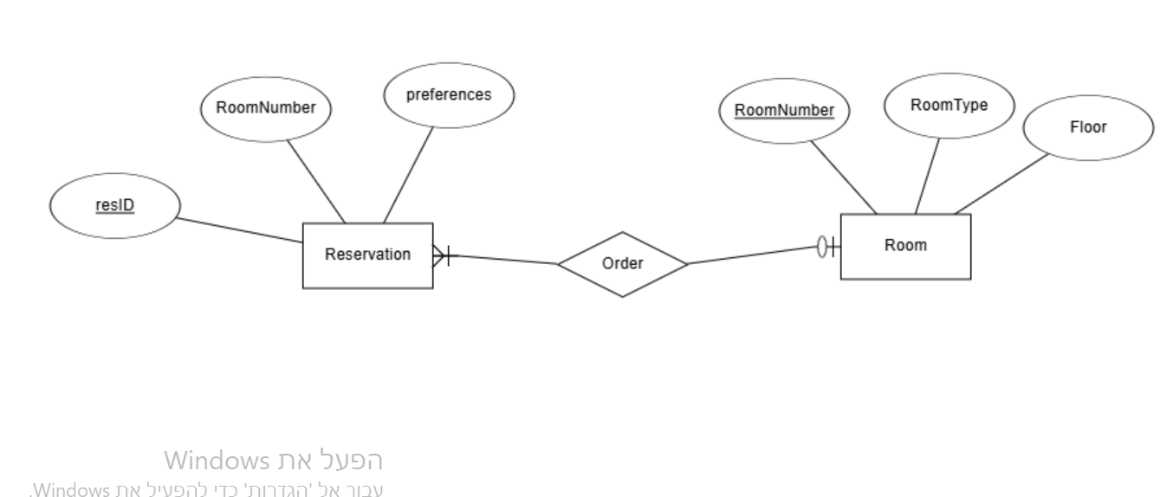 preferences
RoomNumber
RoomNumber
RoomType
Floor
resID
Reservation
Order
Room
הפעל את Windows
עבור אל 'הגדרות' כדי להפעיל את Windows.